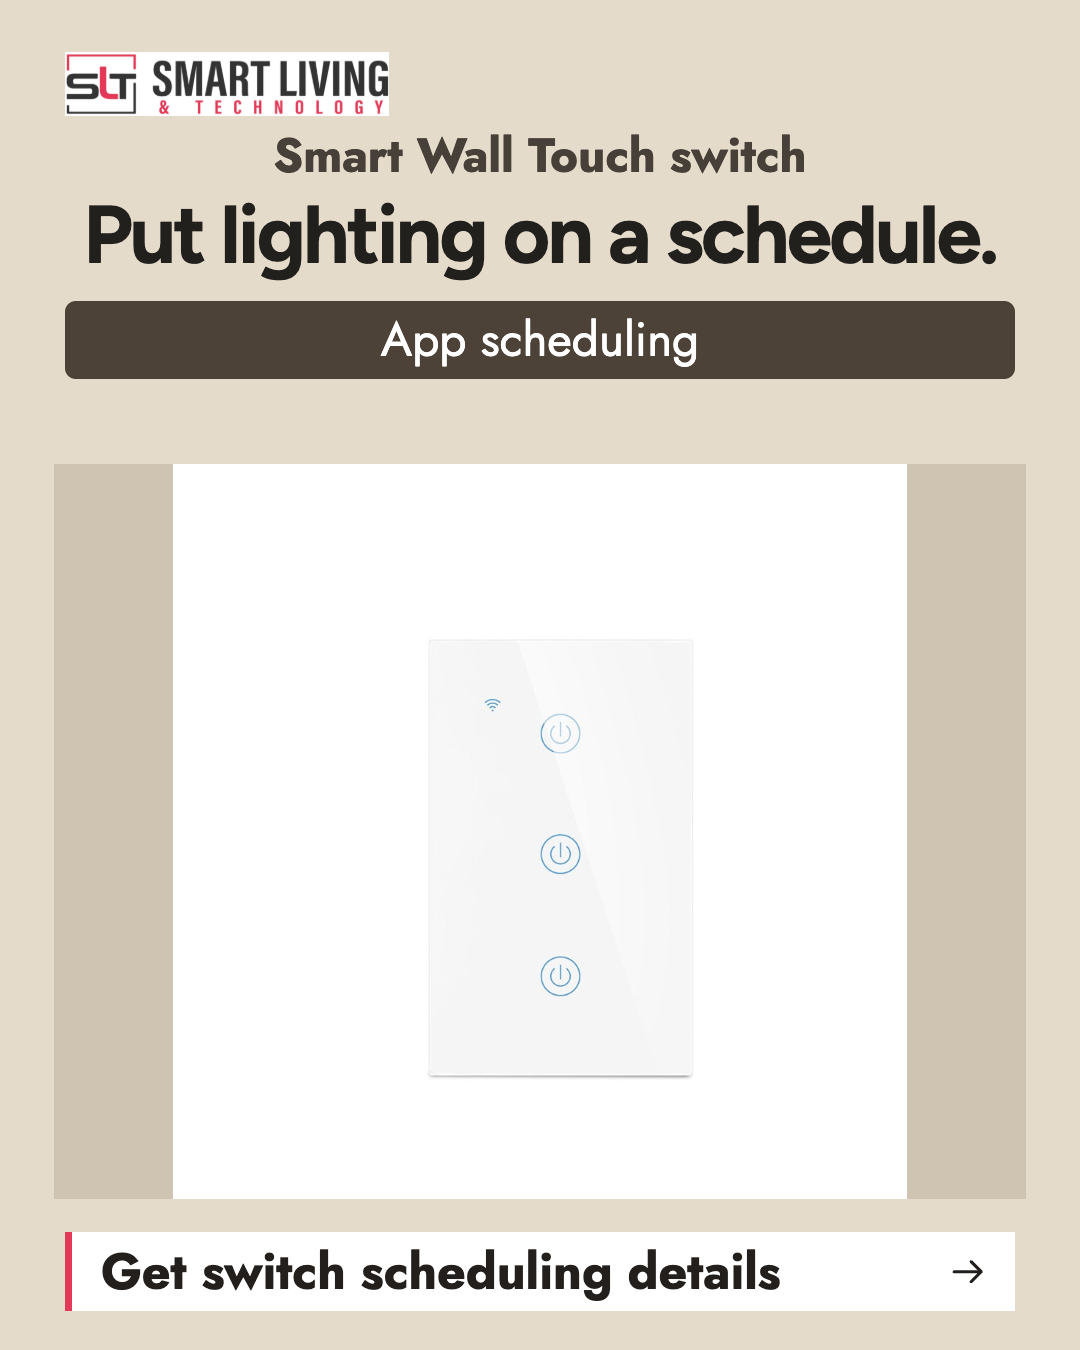 SLT SMART LIVING
& TECHNOLOGY
Smart Wall Touch switch
Put lighting on a schedule.
App scheduling
Get switch scheduling details